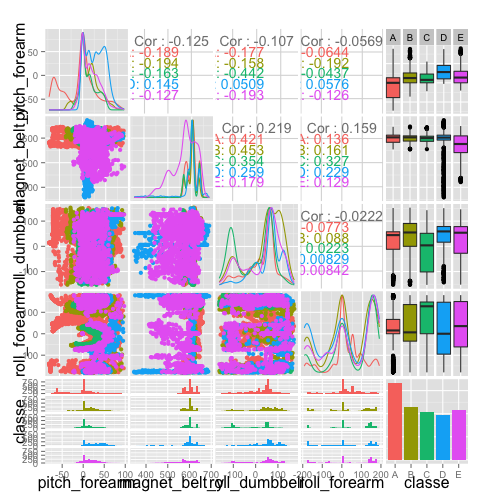 Cor : -0.125
Cor : -0.107
Cor : -0.0569
A B C D E
: -0.189
: -0.194
: -0.163
: 0.145
: -0.127
: -0.177
: -0.158
: -0.442
: 0.0509
: -0.193
-0.0644
: -0.192
0.0437
0.0576
: -0.126
pitch_forearm
50
0
-50
Cor : 0.219
Cor : 0.159
: 0.421
: 0.453
: 0.354
: 0.259
: 0.179
: 0.136
: 0.161
: 0.327
: 0.229
: 0.129
Cor : -0.0222
-0.0773
: 0.088
0.0223
0.00829
0.00842
roll_dumbbell
roll_forearm
classe
-50 0 50 100
400 500 600 700
-100 0 100
-200 -100 0 100 200
A B C D E
pitch_forearm
magnet_belt_y
roll_dumbbell
roll_forearm
classe